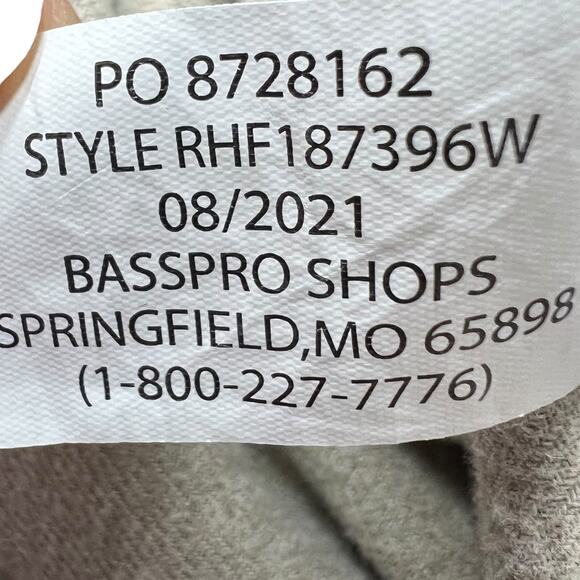 PO 8728162
STYLE RHF187396W
08/2021
BASSPRO SHOPS
SPRINGFIELD,MO 65898
(1-800-227-7776)